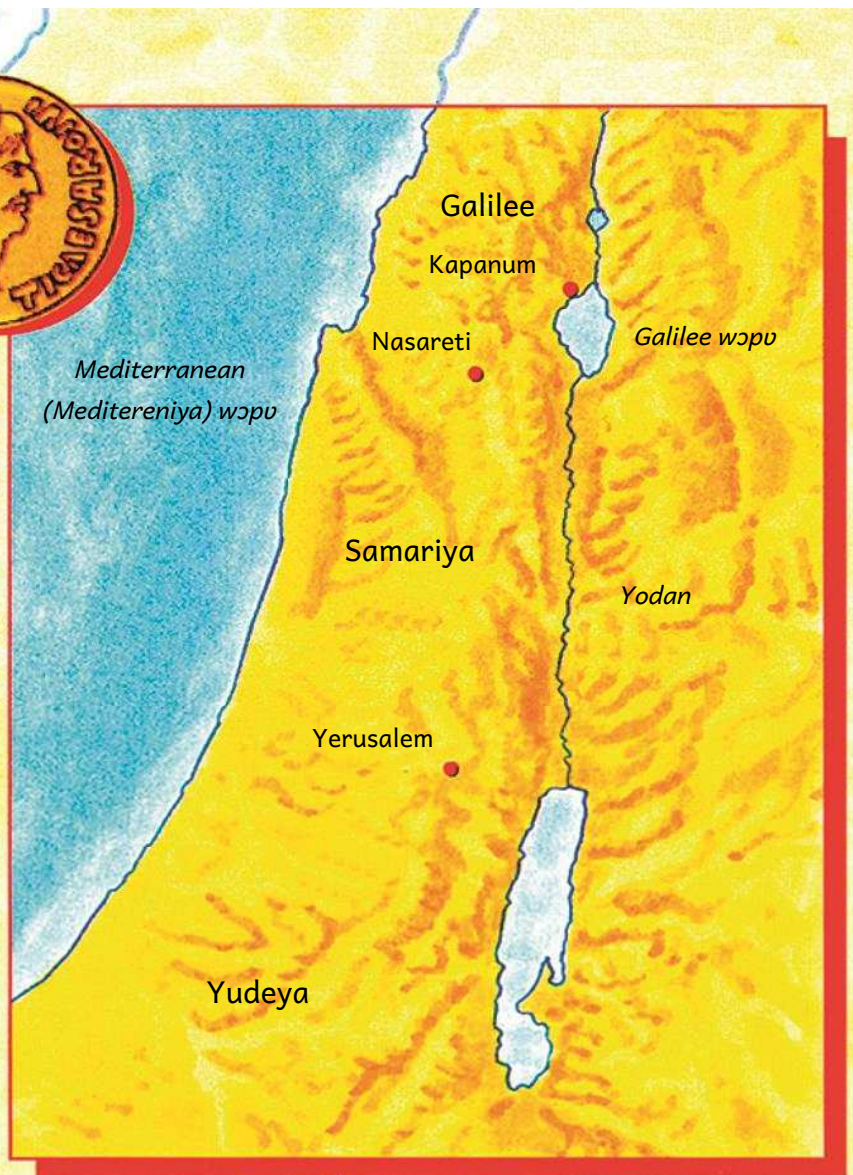 Galilee
Kapanum
Nasareti
Galilee wɔpʋ
Mediterranean
(Meditereniya) wɔpʋ
Samariya
Yodan
Yerusalem
Yudeya